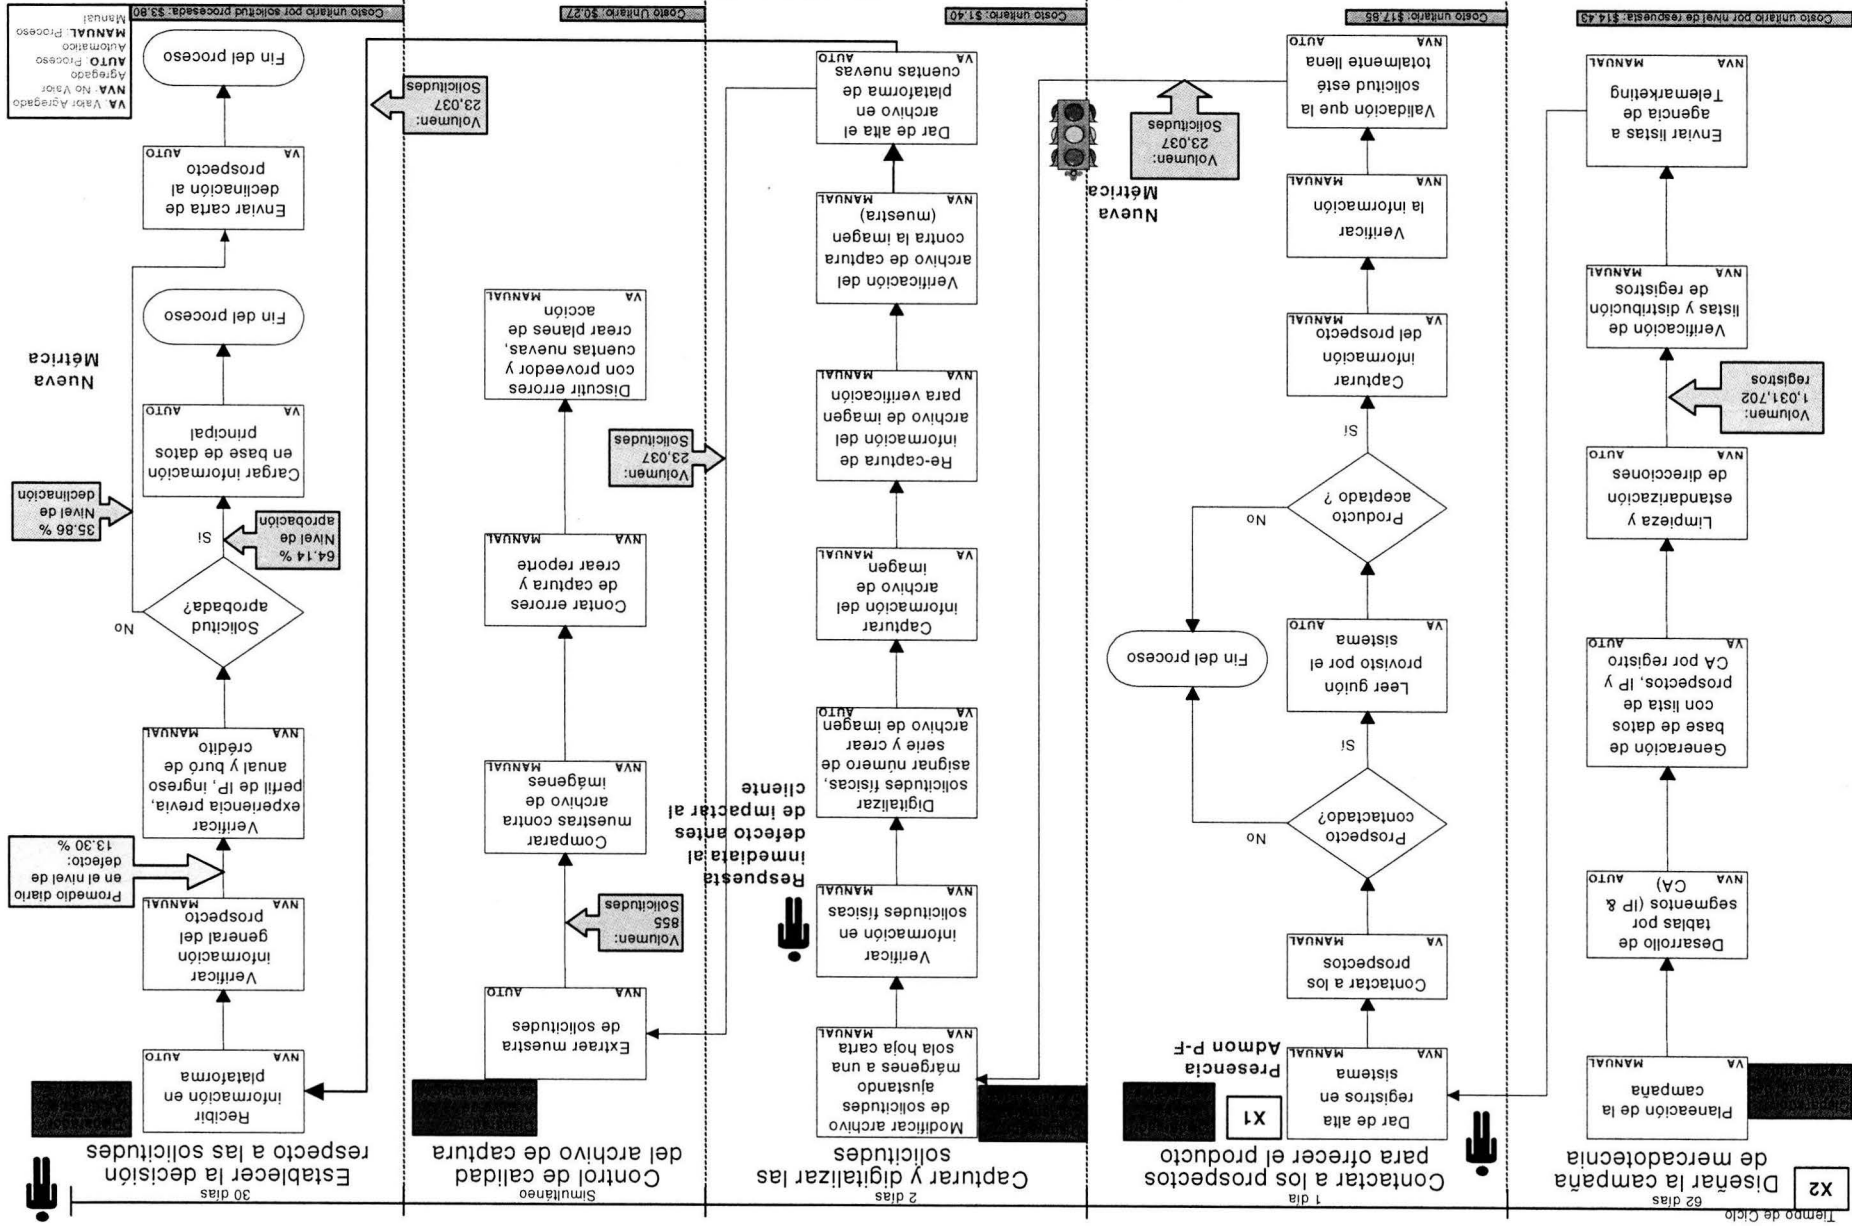 Tiempo de Ciclo
62 días
1 día
2 días
Simultáneo
30 días
X2
Diseñar la campaña
de mercadotecnia
Planeación de la
campaña
VA MANUAL
Desarrollo de
tablas por
segmentos (IP &
CA)
NVA AUTO
Generación de
base de datos
con lista de
prospectos, IP y
CA por registro
VA AUTO
Limpieza y
estandarización
de direcciones
NVA AUTO
Volumen:
1,031,702
registros
Verificación de
listas y distribución
de registros
NVA MANUAL
Enviar listas a
agencia de
Telemarketing
NVA MANUAL
Costo unitario por nivel de respuesta: $14.43
Contactar a los prospectos
para ofrecer el producto
Dar de alta
registros en
sistema
NVA MANUAL
X1
Presencia
Admon P-F
Contactar a los
prospectos
VA MANUAL
Prospecto
contactado?
No
Sí
Leer guión
provisto por el
sistema
VA AUTO
Fin del proceso
Producto
aceptado ?
No
Sí
Capturar
información
del prospecto
VA MANUAL
Verificar
la información
NVA MANUAL
Validación que la
solicitud esté
totalmente llena
NVA AUTO
Volumen:
23,037
Solicitudes
Nueva
Métrica
Costo unitario: $17.85
Capturar y digitalizar las
solicitudes
Modificar archivo
de solicitudes
ajustando
márgenes a una
sola hoja carta
NVA MANUAL
Verificar
información en
solicitudes físicas
NVA MANUAL
Respuesta
inmediata al
defecto antes
de impactar al
cliente
Digitalizar
solicitudes físicas,
asignar número de
serie y crear
archivo de imagen
VA AUTO
Capturar
información del
archivo de
imagen
VA MANUAL
Re-captura de
información del
archivo de imagen
para verificación
NVA MANUAL
Verificación del
archivo de captura
contra la imagen
(muestra)
NVA MANUAL
Dar de alta el
archivo en
plataforma de
cuentas nuevas
VA AUTO
Costo unitario: $1.40
Control de calidad
del archivo de captura
Extraer muestra
de solicitudes
NVA AUTO
Volumen:
855
Solicitudes
Comparar
muestras contra
archivo de
imágenes
NVA MANUAL
Contar errores
de captura y
crear reporte
NVA MANUAL
Volumen:
23,037
Solicitudes
Discutir errores
con proveedor y
cuentas nuevas,
crear planes de
acción
VA MANUAL
Costo Unitario: $0.27
Establecer la decisión
respecto a las solicitudes
Recibir
información en
plataforma
NVA AUTO
Verificar
información
general del
prospecto
NVA MANUAL
Promedio diario
en el nivel de
defecto:
13.30 %
Verificar
experiencia previa,
perfil de IP, ingreso
anual y buró de
crédito
NVA MANUAL
Solicitud
aprobada?
No
Sí
64.14 %
Nivel de
aprobación
35.86 %
Nivel de
declinación
Cargar información
en base de datos
principal
VA AUTO
Nueva
Métrica
Fin del proceso
Enviar carta de
declinación al
prospecto
VA AUTO
Fin del proceso
Volumen:
23,037
Solicitudes
VA: Valor Agregado
NVA: No Valor
Agregado
AUTO: Proceso
Automático
MANUAL: Proceso
Manual
Costo unitario por solicitud procesada: $3.80